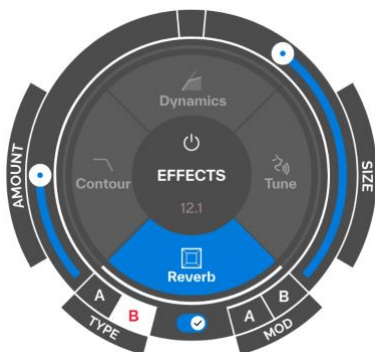 Dynamics
AMOUNT
Contour
EFFECTS
12.1
Tune
SIZE
Reverb
A
B
TYPE
A
B
MOD